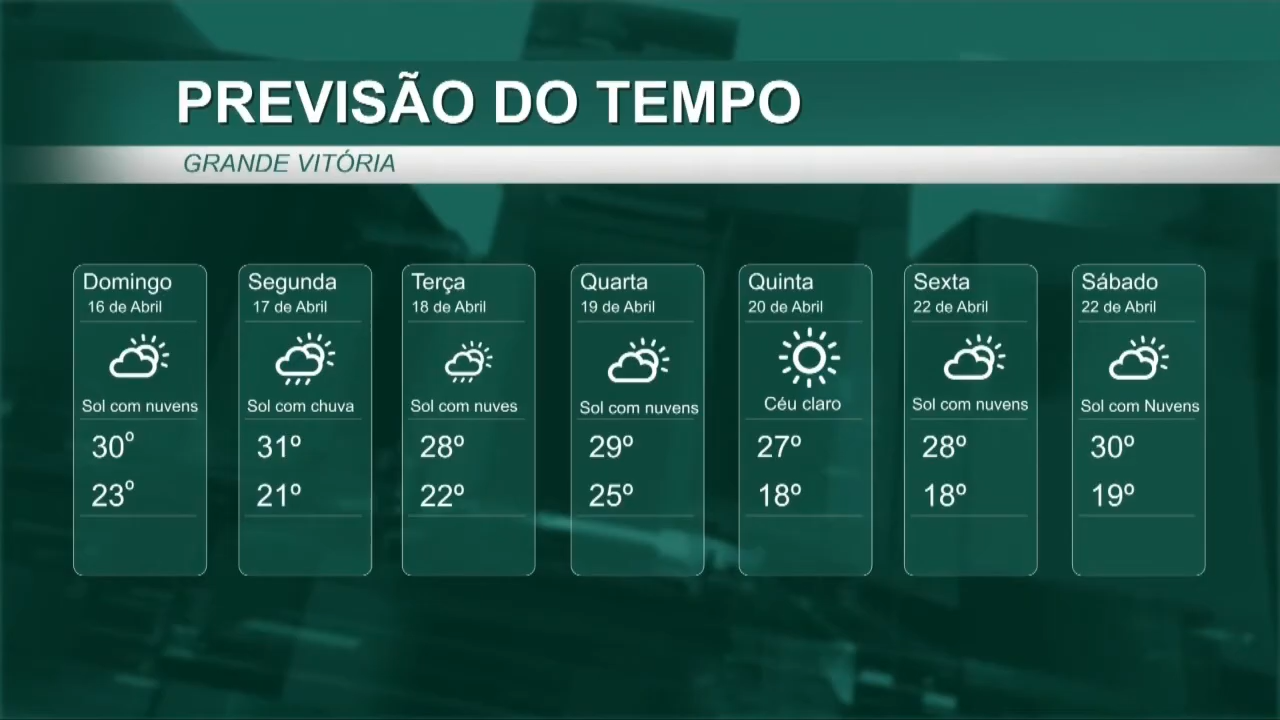 PREVISÃO DO TEMPO
GRANDE VITÓRIA
Domingo
16 de Abril
Sol com nuvens
30º
23º
Segunda
17 de Abril
Sol com chuva
31º
21º
Terça
18 de Abril
Sol com nuves
28º
22º
Quarta
19 de Abril
Sol com nuvens
29º
25º
Quinta
20 de Abril
Céu claro
27º
18º
Sexta
22 de Abril
Sol com nuvens
28º
18º
Sábado
22 de Abril
Sol com Nuvens
30º
19º